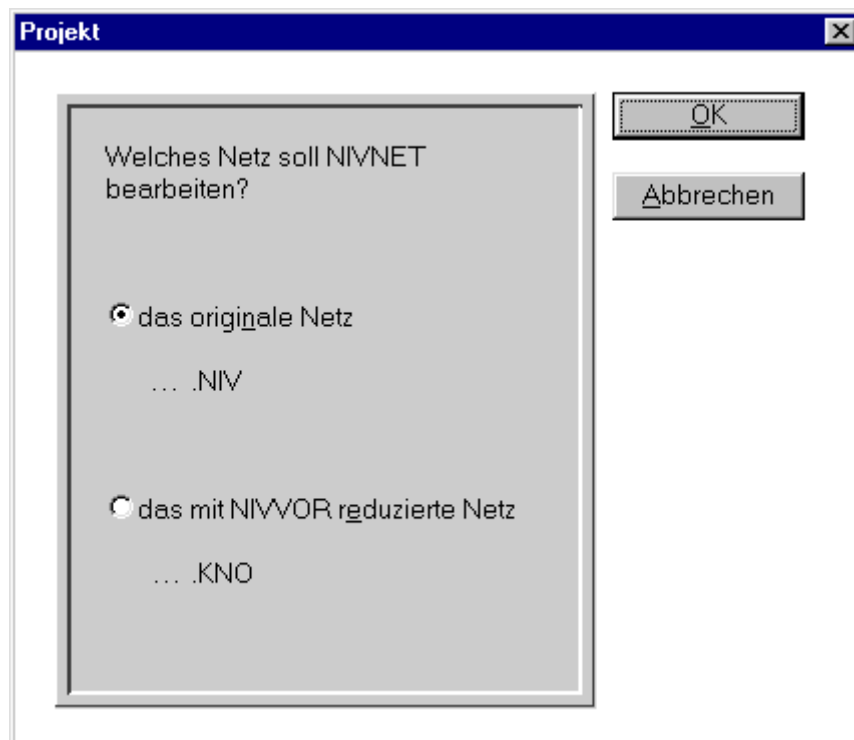 Projekt
OK
Welches Netz soll NIVNET
bearbeiten?
Abbrechen
das originale Netz
... .NIV
das mit NIVVOR reduzierte Netz
... .KNO